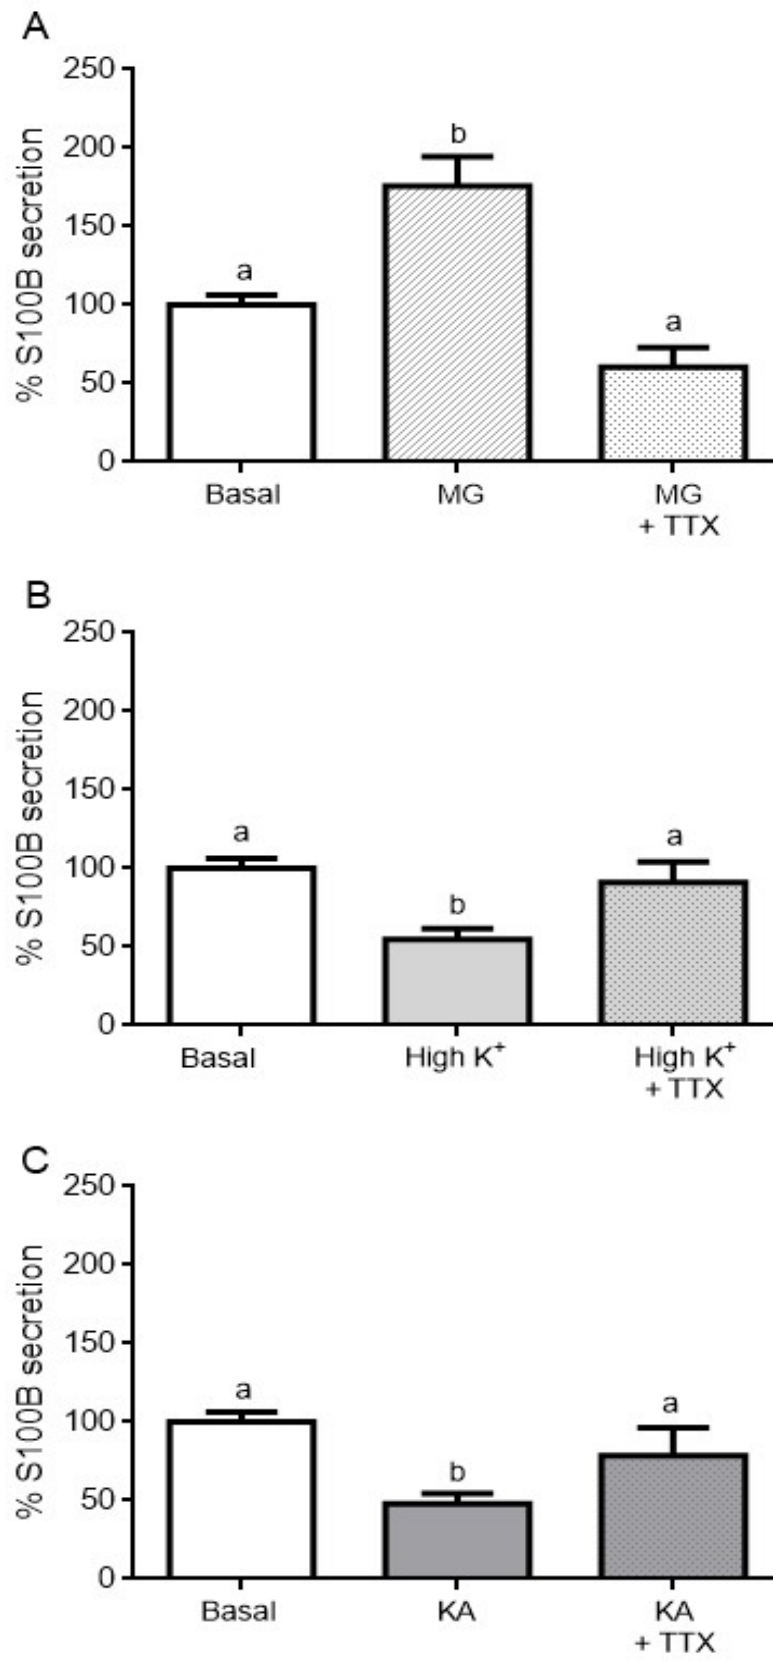 A
% S100B secretion
250
200
150
100
50
0
a
b
a
Basal
MG
MG
+ TTX
B
% S100B secretion
250
200
150
100
50
0
a
b
a
Basal
High K⁺
High K⁺
+ TTX
C
% S100B secretion
250
200
150
100
50
0
a
b
a
Basal
KA
KA
+ TTX